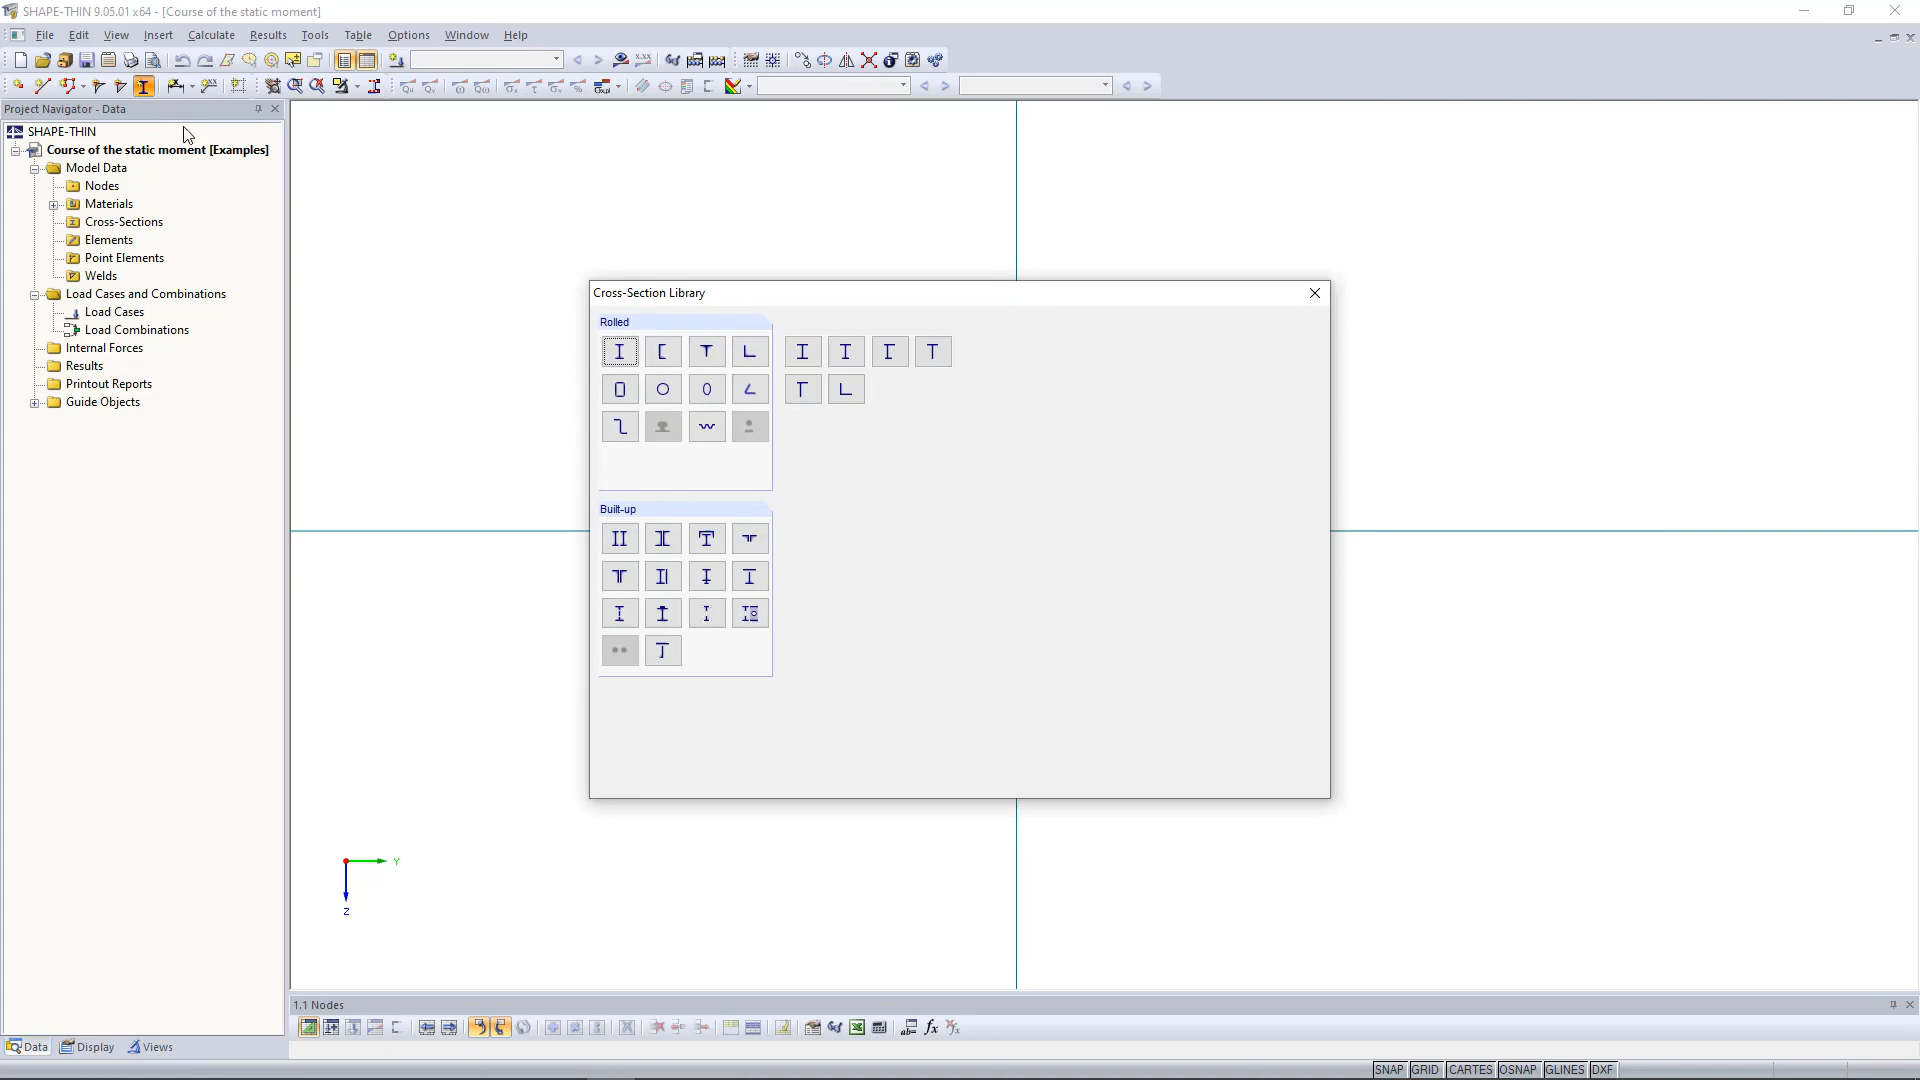 SHAPE-THIN 9.05.01 x64 - [Course of the static moment]
File Edit View Insert Calculate Results Tools Table Options Window Help
Project Navigator - Data
SHAPE-THIN
Course of the static moment [Examples]
Model Data
Nodes
Materials
Cross-Sections
Elements
Point Elements
Welds
Load Cases and Combinations
Load Cases
Load Combinations
Internal Forces
Results
Printout Reports
Guide Objects
Cross-Section Library
Rolled
Built-up
Y
Z
1.1 Nodes
Data Display Views
SNAP GRID CARTES OSNAP GLINES DXF